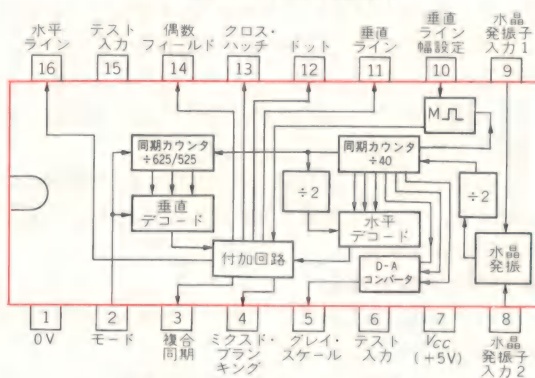 水平
ライン
テスト
入力
偶数
フィールド
クロス・
ハッチ
ドット
垂直
ライン
垂直
ライン
幅設定
水晶
発振子
入力1
16
15
14
13
12
11
10
9
M
同期カウンタ
÷625/525
同期カウンタ
÷40
÷2
÷2
垂直
デコード
水平
デコード
付加回路
D-A
コンバータ
水晶
発振
1
2
3
4
5
6
7
8
0V
モード
複合
同期
ミクスド・
ブラン
キング
グレイ・
スケール
テスト
入力
VCC
(+5V)
水晶
発振子
入力2